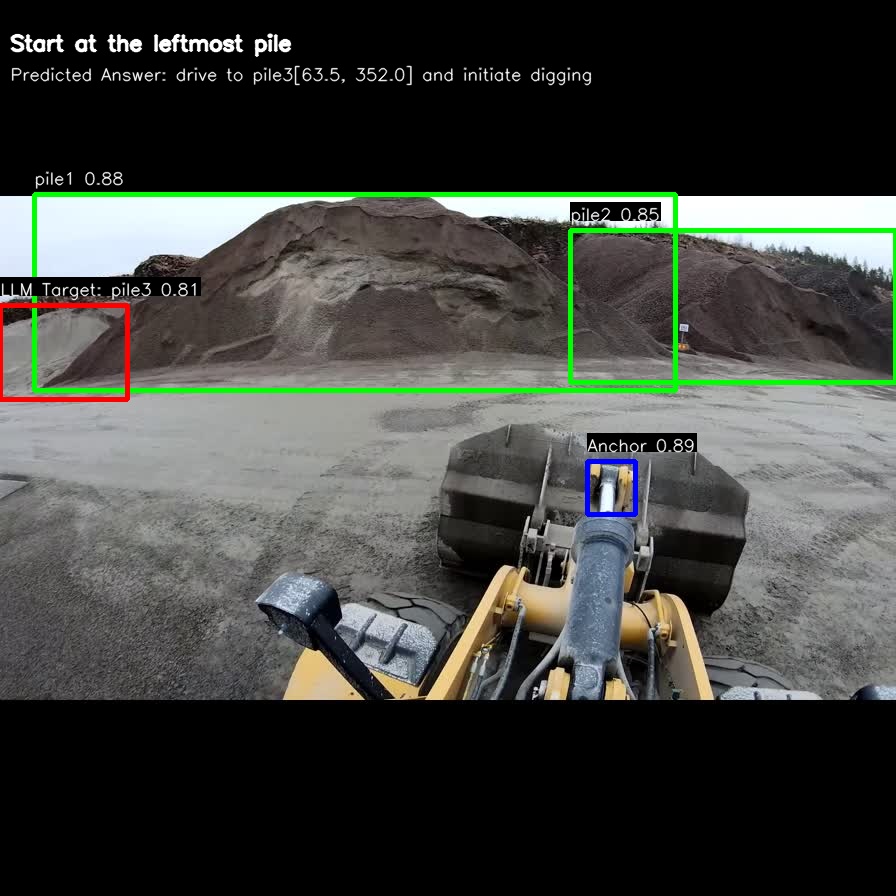 Start at the leftmost pile
Predicted Answer: drive to pile3[63.5, 352.0] and initiate digging
pile1 0.88
pile2 0.85
LLM Target: pile3 0.81
Anchor 0.89